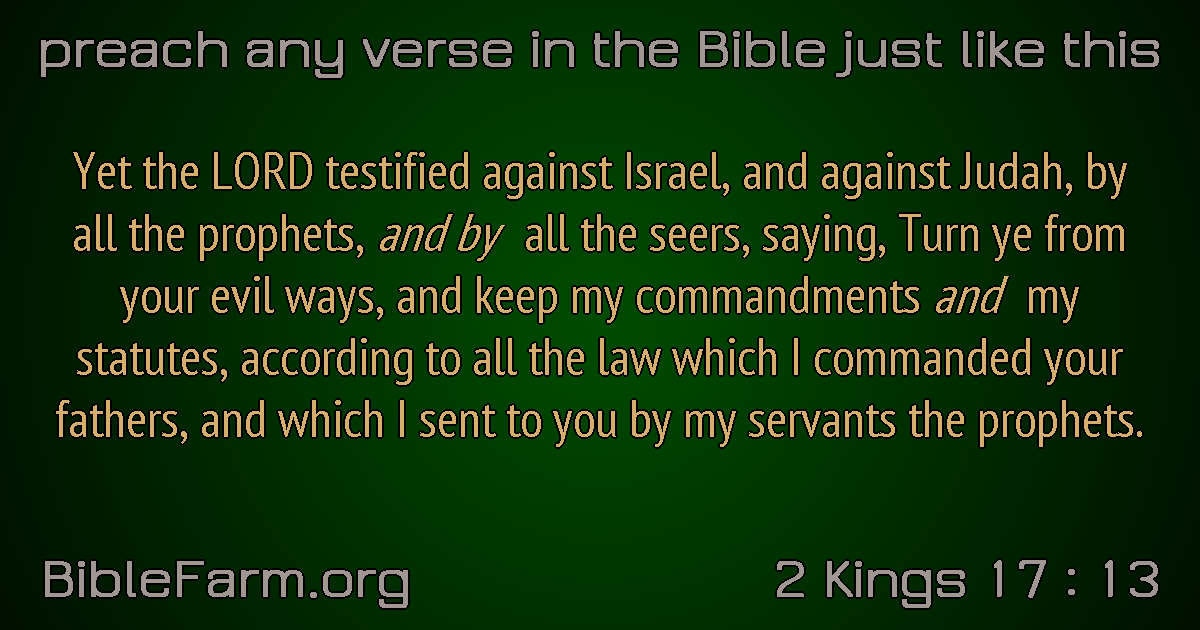 preach any verse in the Bible just like this
Yet the LORD testified against Israel, and against Judah, by
all the prophets, and by all the seers, saying, Turn ye from
your evil ways, and keep my commandments and my
statutes, according to all the law which I commanded your
fathers, and which I sent to you by my servants the prophets.
BibleFarm.org
2 Kings 17 : 13